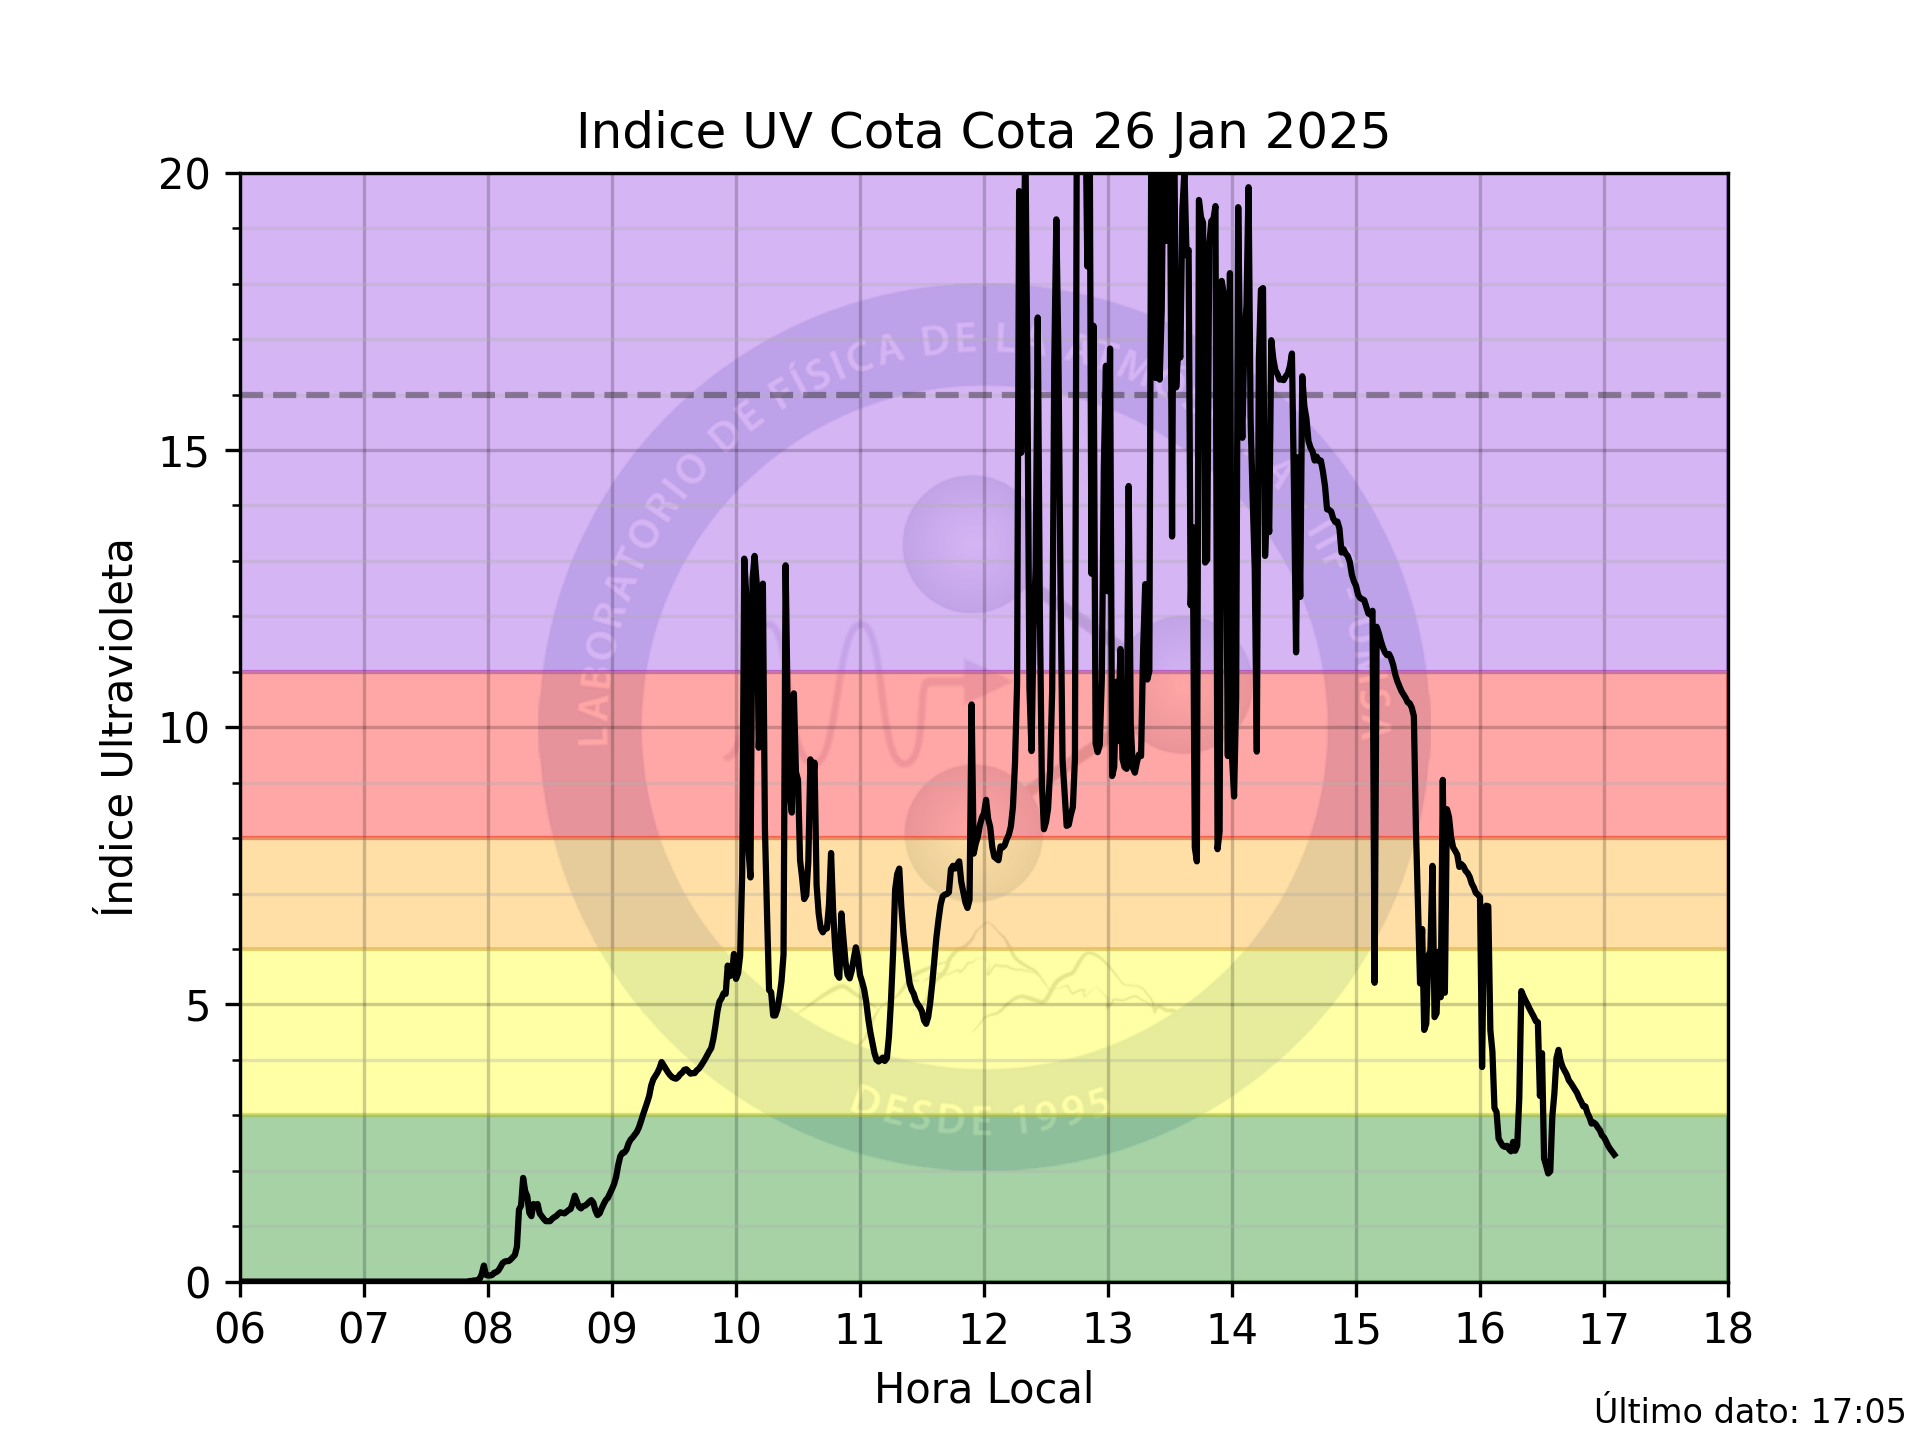 Indice UV Cota Cota 26 Jan 2025
20
15
10
5
0
Índice Ultravioleta
LABORATORIO DE FÍSICA DE LA
DESDE 1995
06 07 08 09 10 11 12 13 14 15 16 17 18
Hora Local
Último dato: 17:05